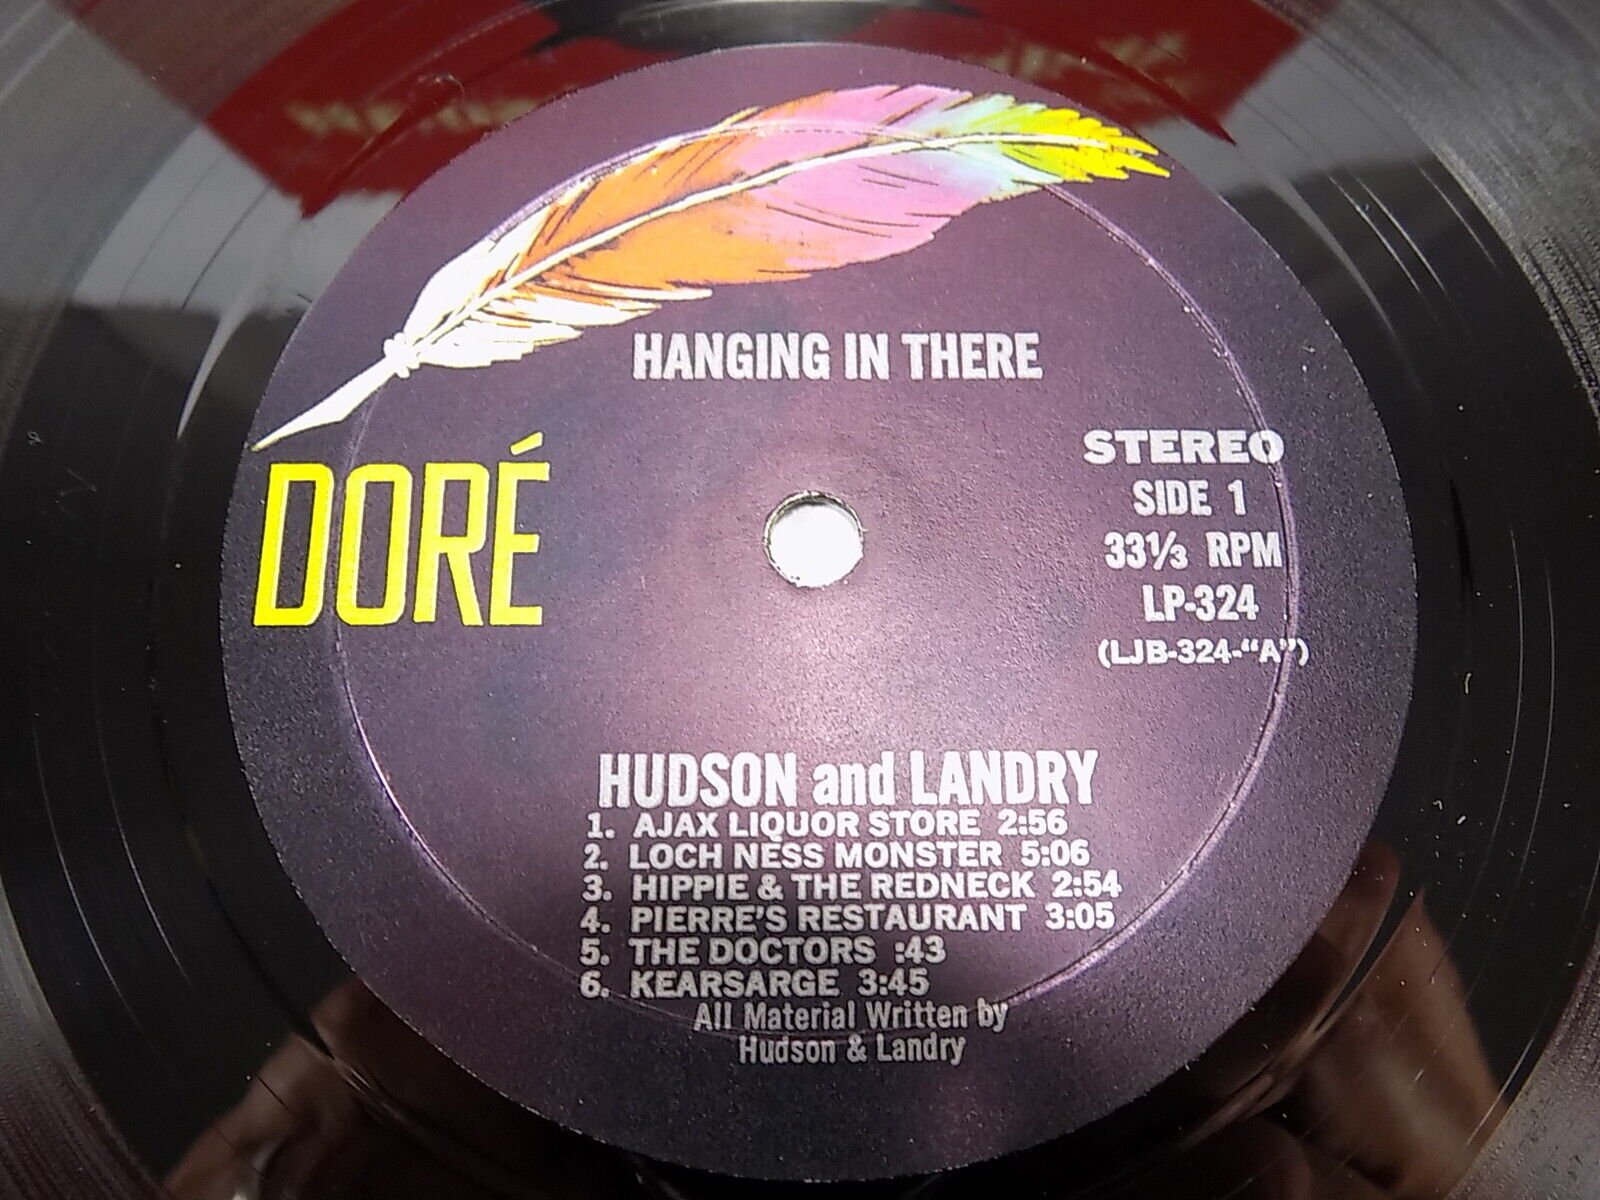 HANGING IN THERE
DORÉ
STEREO
SIDE 1
33⅓ RPM
LP-324
(LJB-324-“A”)
HUDSON and LANDRY
1. AJAX LIQUOR STORE 2:56
2. LOCH NESS MONSTER 5:06
3. HIPPIE & THE REDNECK 2:54
4. PIERRE'S RESTAURANT 3:05
5. THE DOCTORS :43
6. KEARSARGE 3:45
All Material Written by
Hudson & Landry